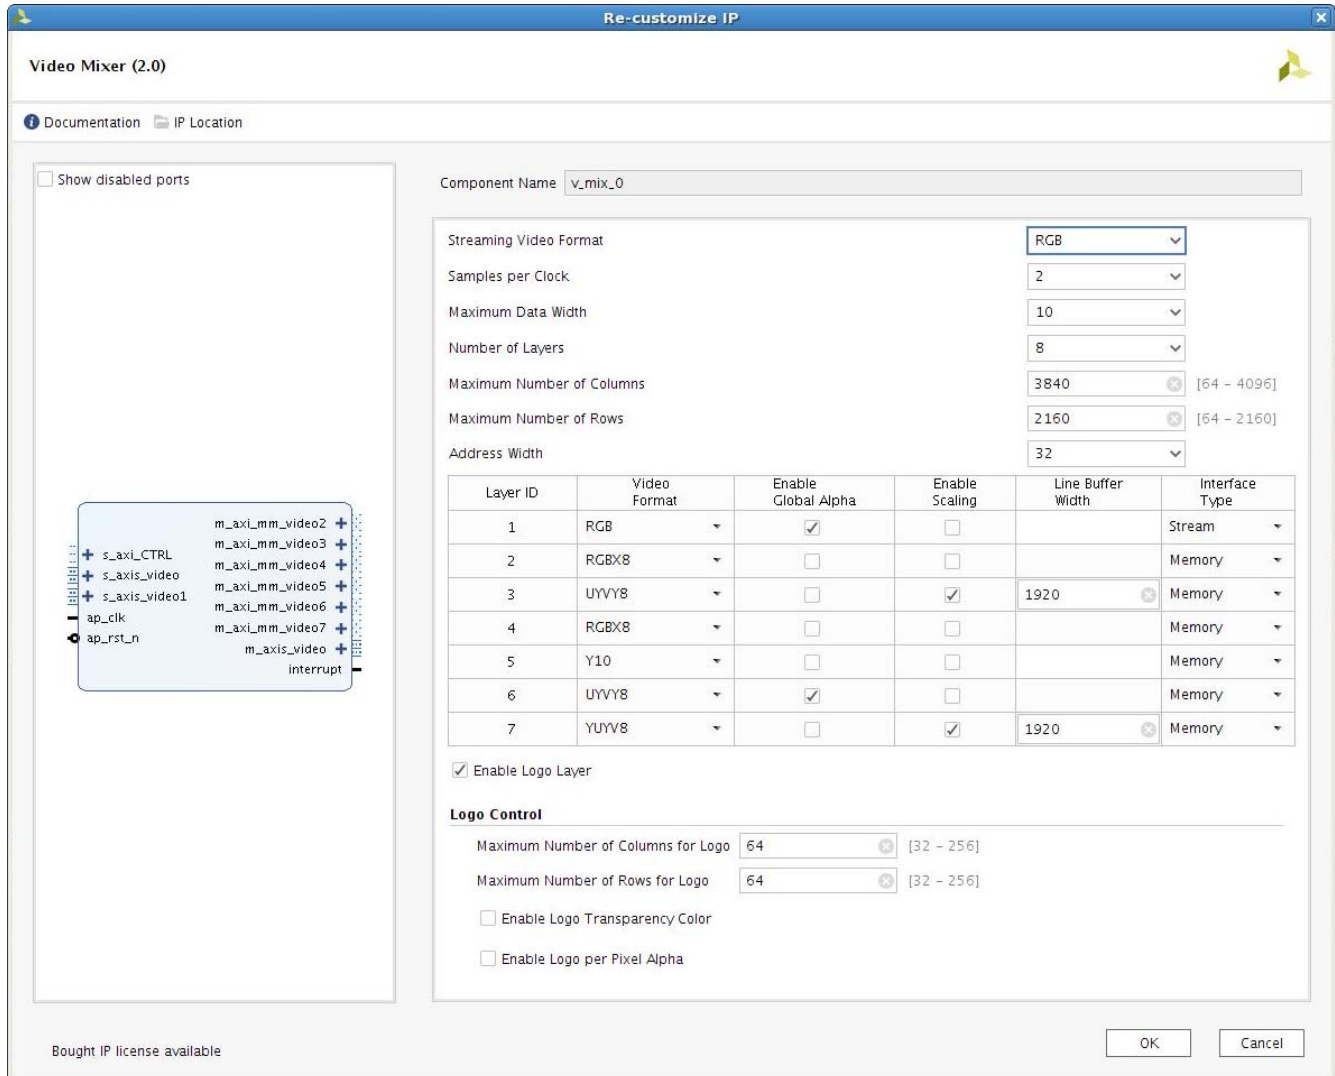 Re-customize IP
Video Mixer (2.0)
Documentation IP Location
Show disabled ports
m_axi_mm_video2
m_axi_mm_video3
s_axi_CTRL
m_axi_mm_video4
s_axis_video
m_axi_mm_video5
s_axis_video1
m_axi_mm_video6
ap_clk
m_axi_mm_video7
ap_rst_n
m_axis_video
interrupt
Component Name v_mix_0
Streaming Video Format RGB
Samples per Clock 2
Maximum Data Width 10
Number of Layers 8
Maximum Number of Columns 3840 [64 - 4096]
Maximum Number of Rows 2160 [64 - 2160]
Address Width 32
Layer ID Video Format Enable Global Alpha Enable Scaling Line Buffer Width Interface Type
1 RGB Stream
2 RGBX8 Memory
3 UYVY8 1920 Memory
4 RGBX8 Memory
5 Y10 Memory
6 UYVY8 Memory
7 YUYV8 1920 Memory
Enable Logo Layer
Logo Control
Maximum Number of Columns for Logo 64 [32 - 256]
Maximum Number of Rows for Logo 64 [32 - 256]
Enable Logo Transparency Color
Enable Logo per Pixel Alpha
Bought IP license available
OK Cancel